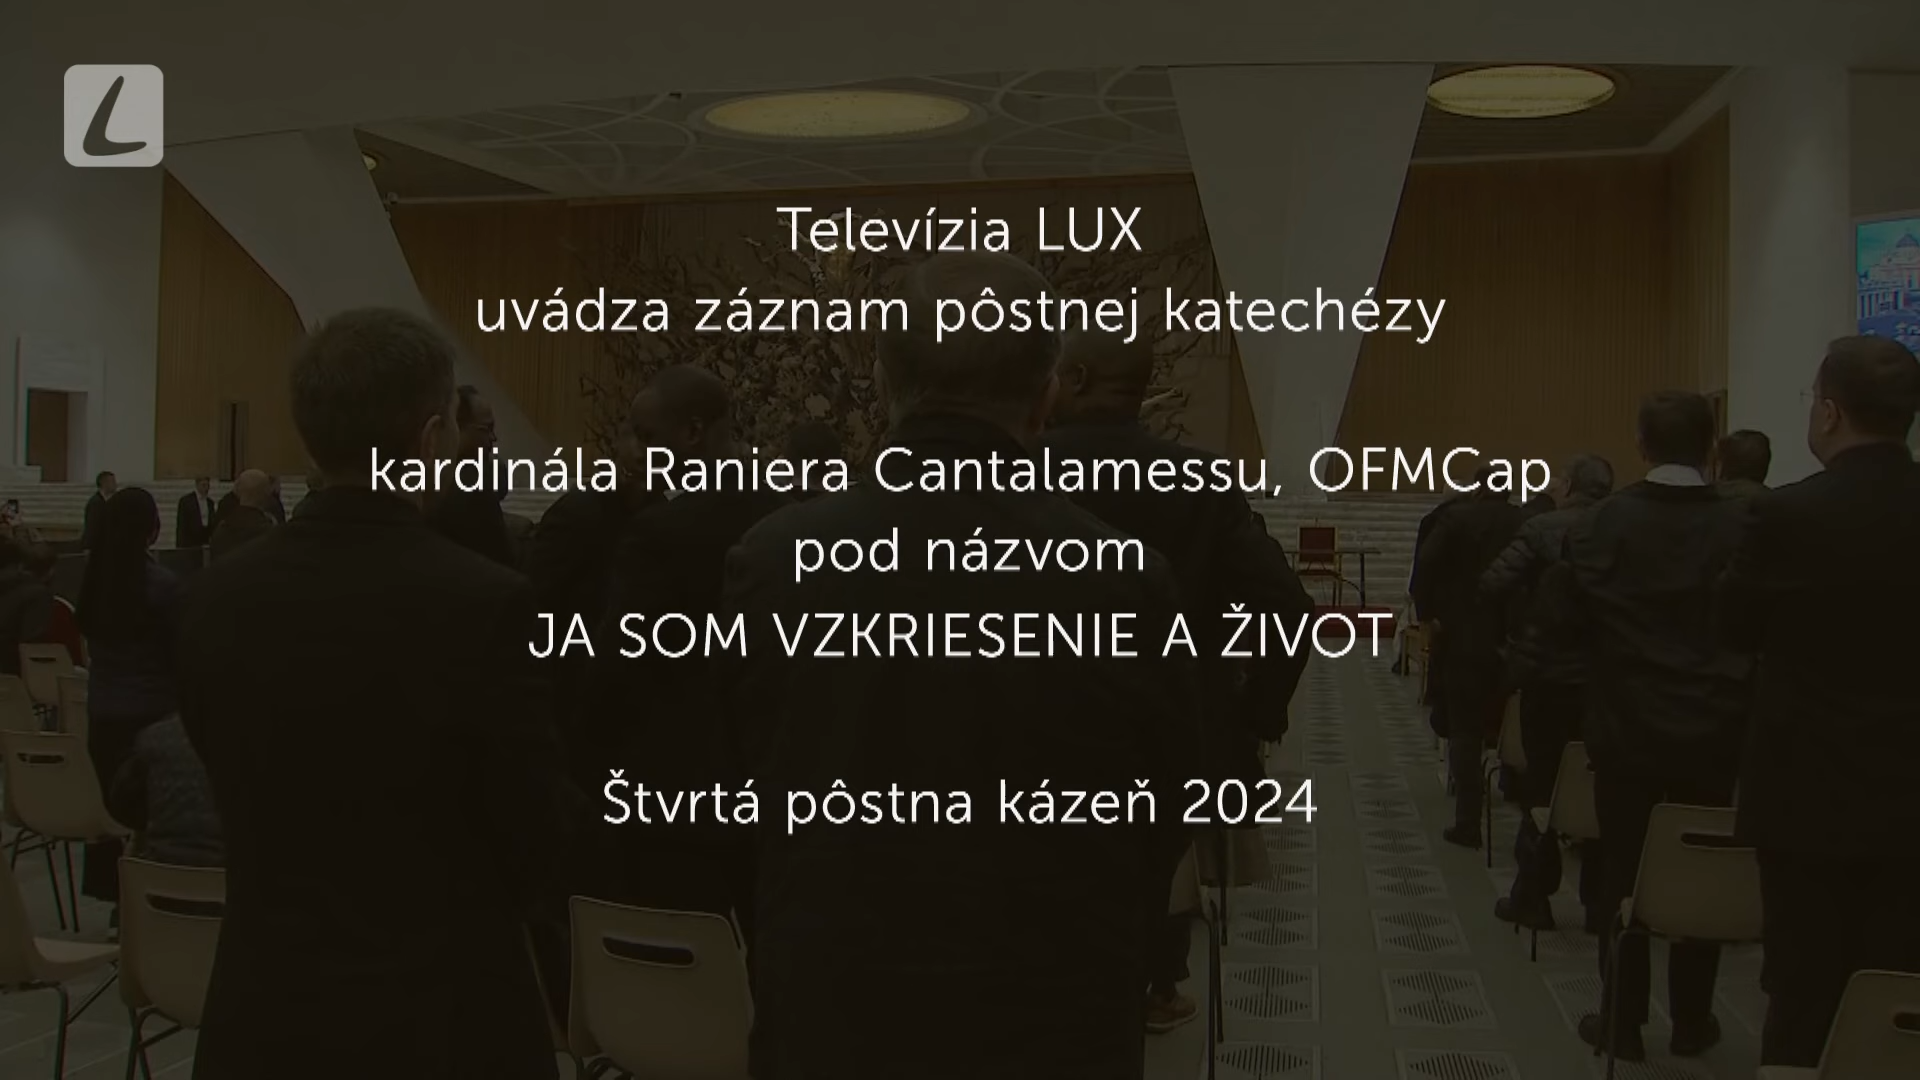 L
Televízia LUX
uvádza záznam pôstnej katechézy
kardinála Raniera Cantalamessu, OFMCap
pod názvom
JA SOM VZKRIESENIE A ŽIVOT
Štvrtá pôstna kázeň 2024